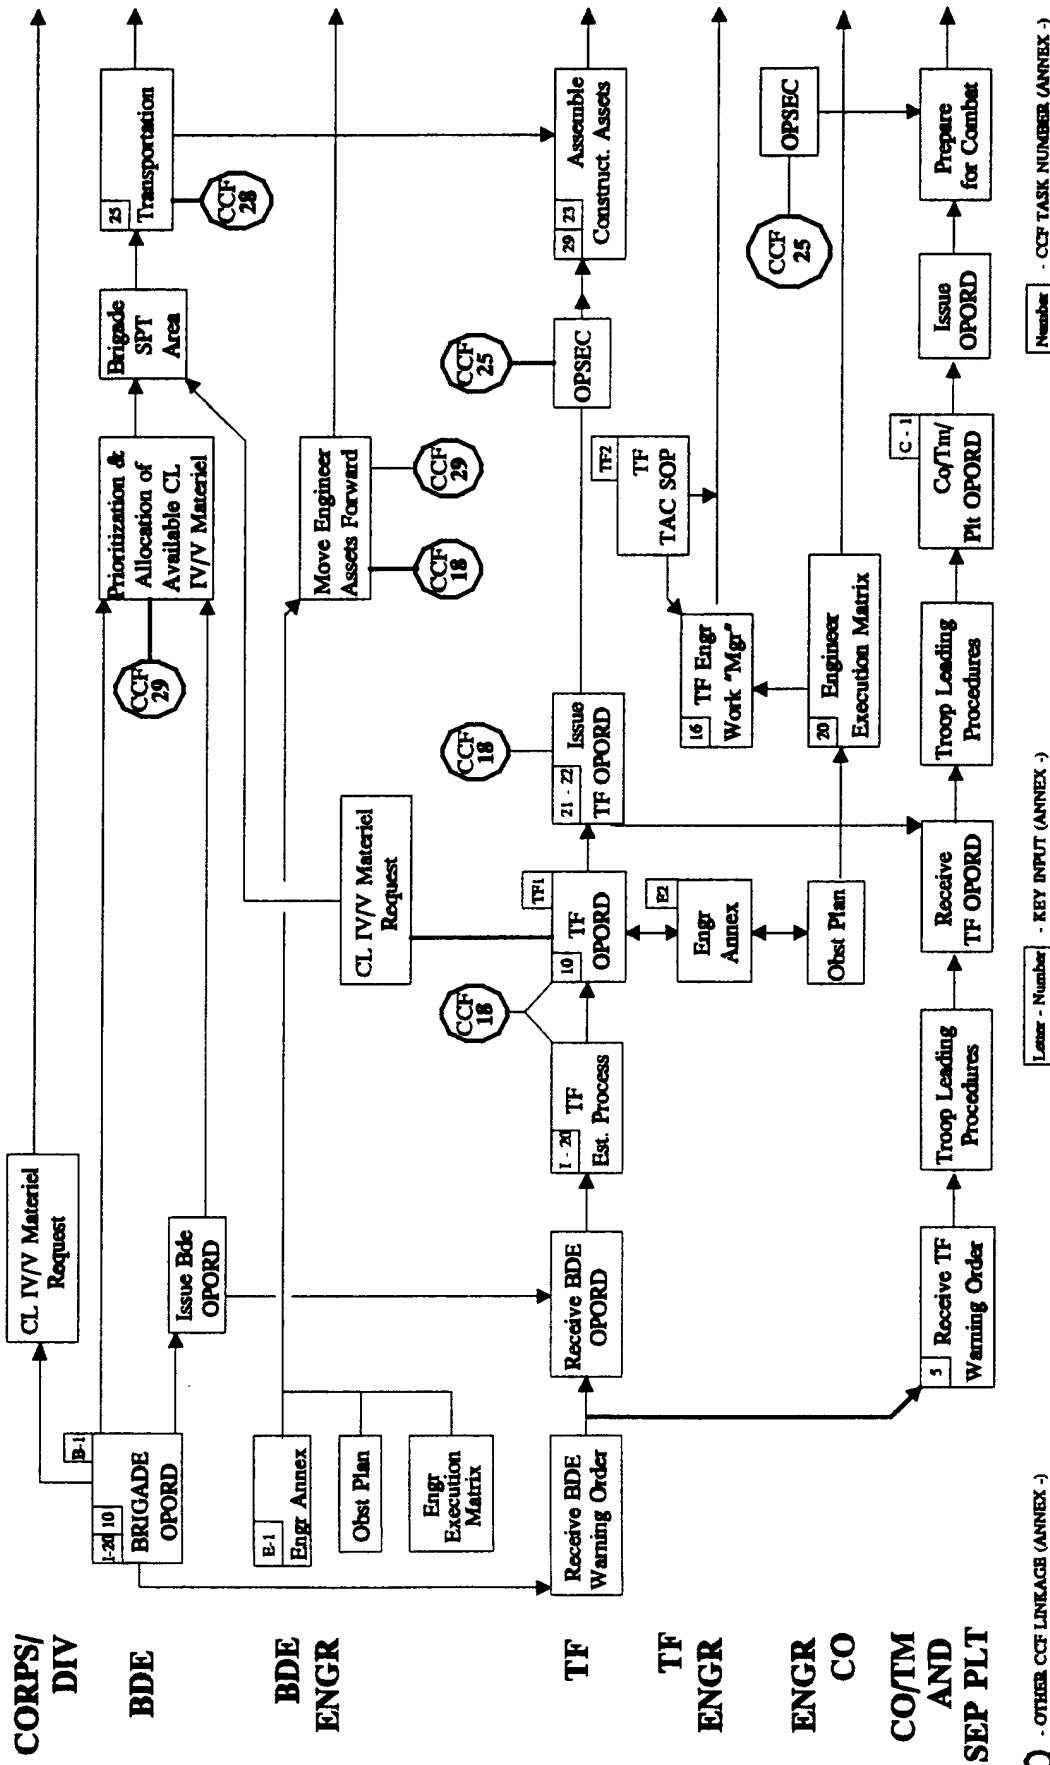 CORPS/
DIV
CL IV/V Materiel
Request
BDE
I-20
10
B-1
BRIGADE
OPORD
Issue Bde
OPORD
Prioritization &
Allocation of
Available CL
IV/V Materiel
CCF
29
Brigade
SPT
Area
25
Transportation
CCF
28
BDE
ENGR
E-1
Engr Annex
Obst Plan
Engr
Execution
Matrix
CL IV/V Materiel
Request
Move Engineer
Assets Forward
CCF
18
CCF
29
TF
Receive BDE
Warning Order
Receive BDE
OPORD
1 - 20
TF
Est. Process
CCF
18
10
TF1
TF
OPORD
CCF
18
21 - 22
Issue
TF OPORD
CCF
25
OPSEC
29
23
Assemble
Construct. Assets
TF
ENGR
E2
Engr
Annex
16
TF Engr
Work "Mgr"
TF2
TF
TAC SOP
ENGR
CO
Obst Plan
20
Engineer
Execution Matrix
CCF
25
OPSEC
CO/TM
AND
SEP PLT
5
Receive TF
Warning Order
Troop Leading
Procedures
Receive
TF OPORD
Troop Leading
Procedures
C - 1
Co/Tm/
Plt OPORD
Issue
OPORD
Prepare
for Combat
- OTHER CCF LINKAGE (ANNEX -)
Letter - Number - KEY INPUT (ANNEX -)
Number - CCF TASK NUMBER (ANNEX -)